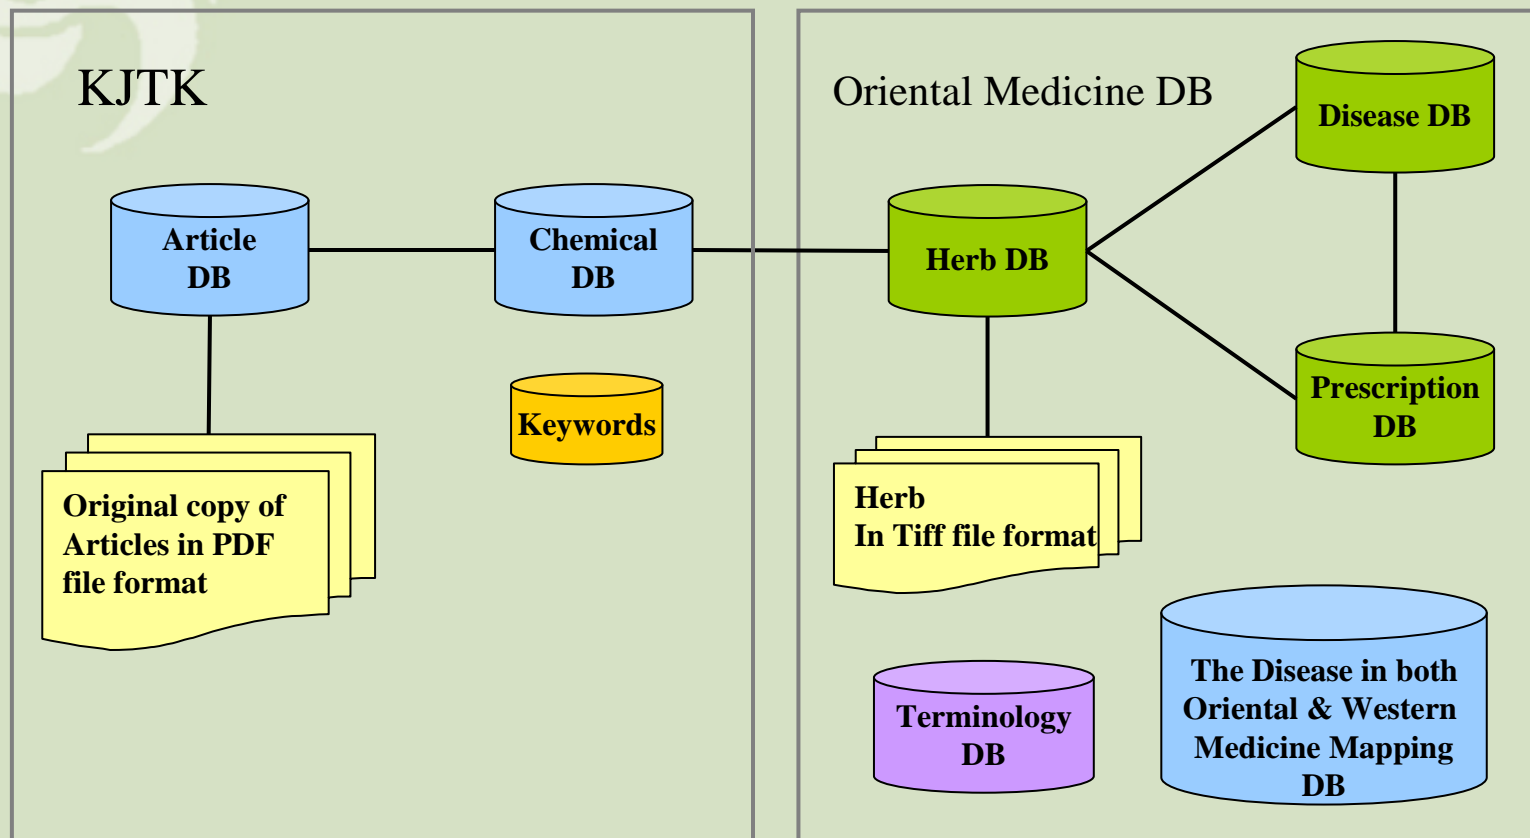 KJTK
Article
DB
Chemical
DB
Keywords
Original copy of
Articles in PDF
file format
Oriental Medicine DB
Disease DB
Herb DB
Prescription
DB
Herb
In Tiff file format
Terminology
DB
The Disease in both
Oriental & Western
Medicine Mapping
DB